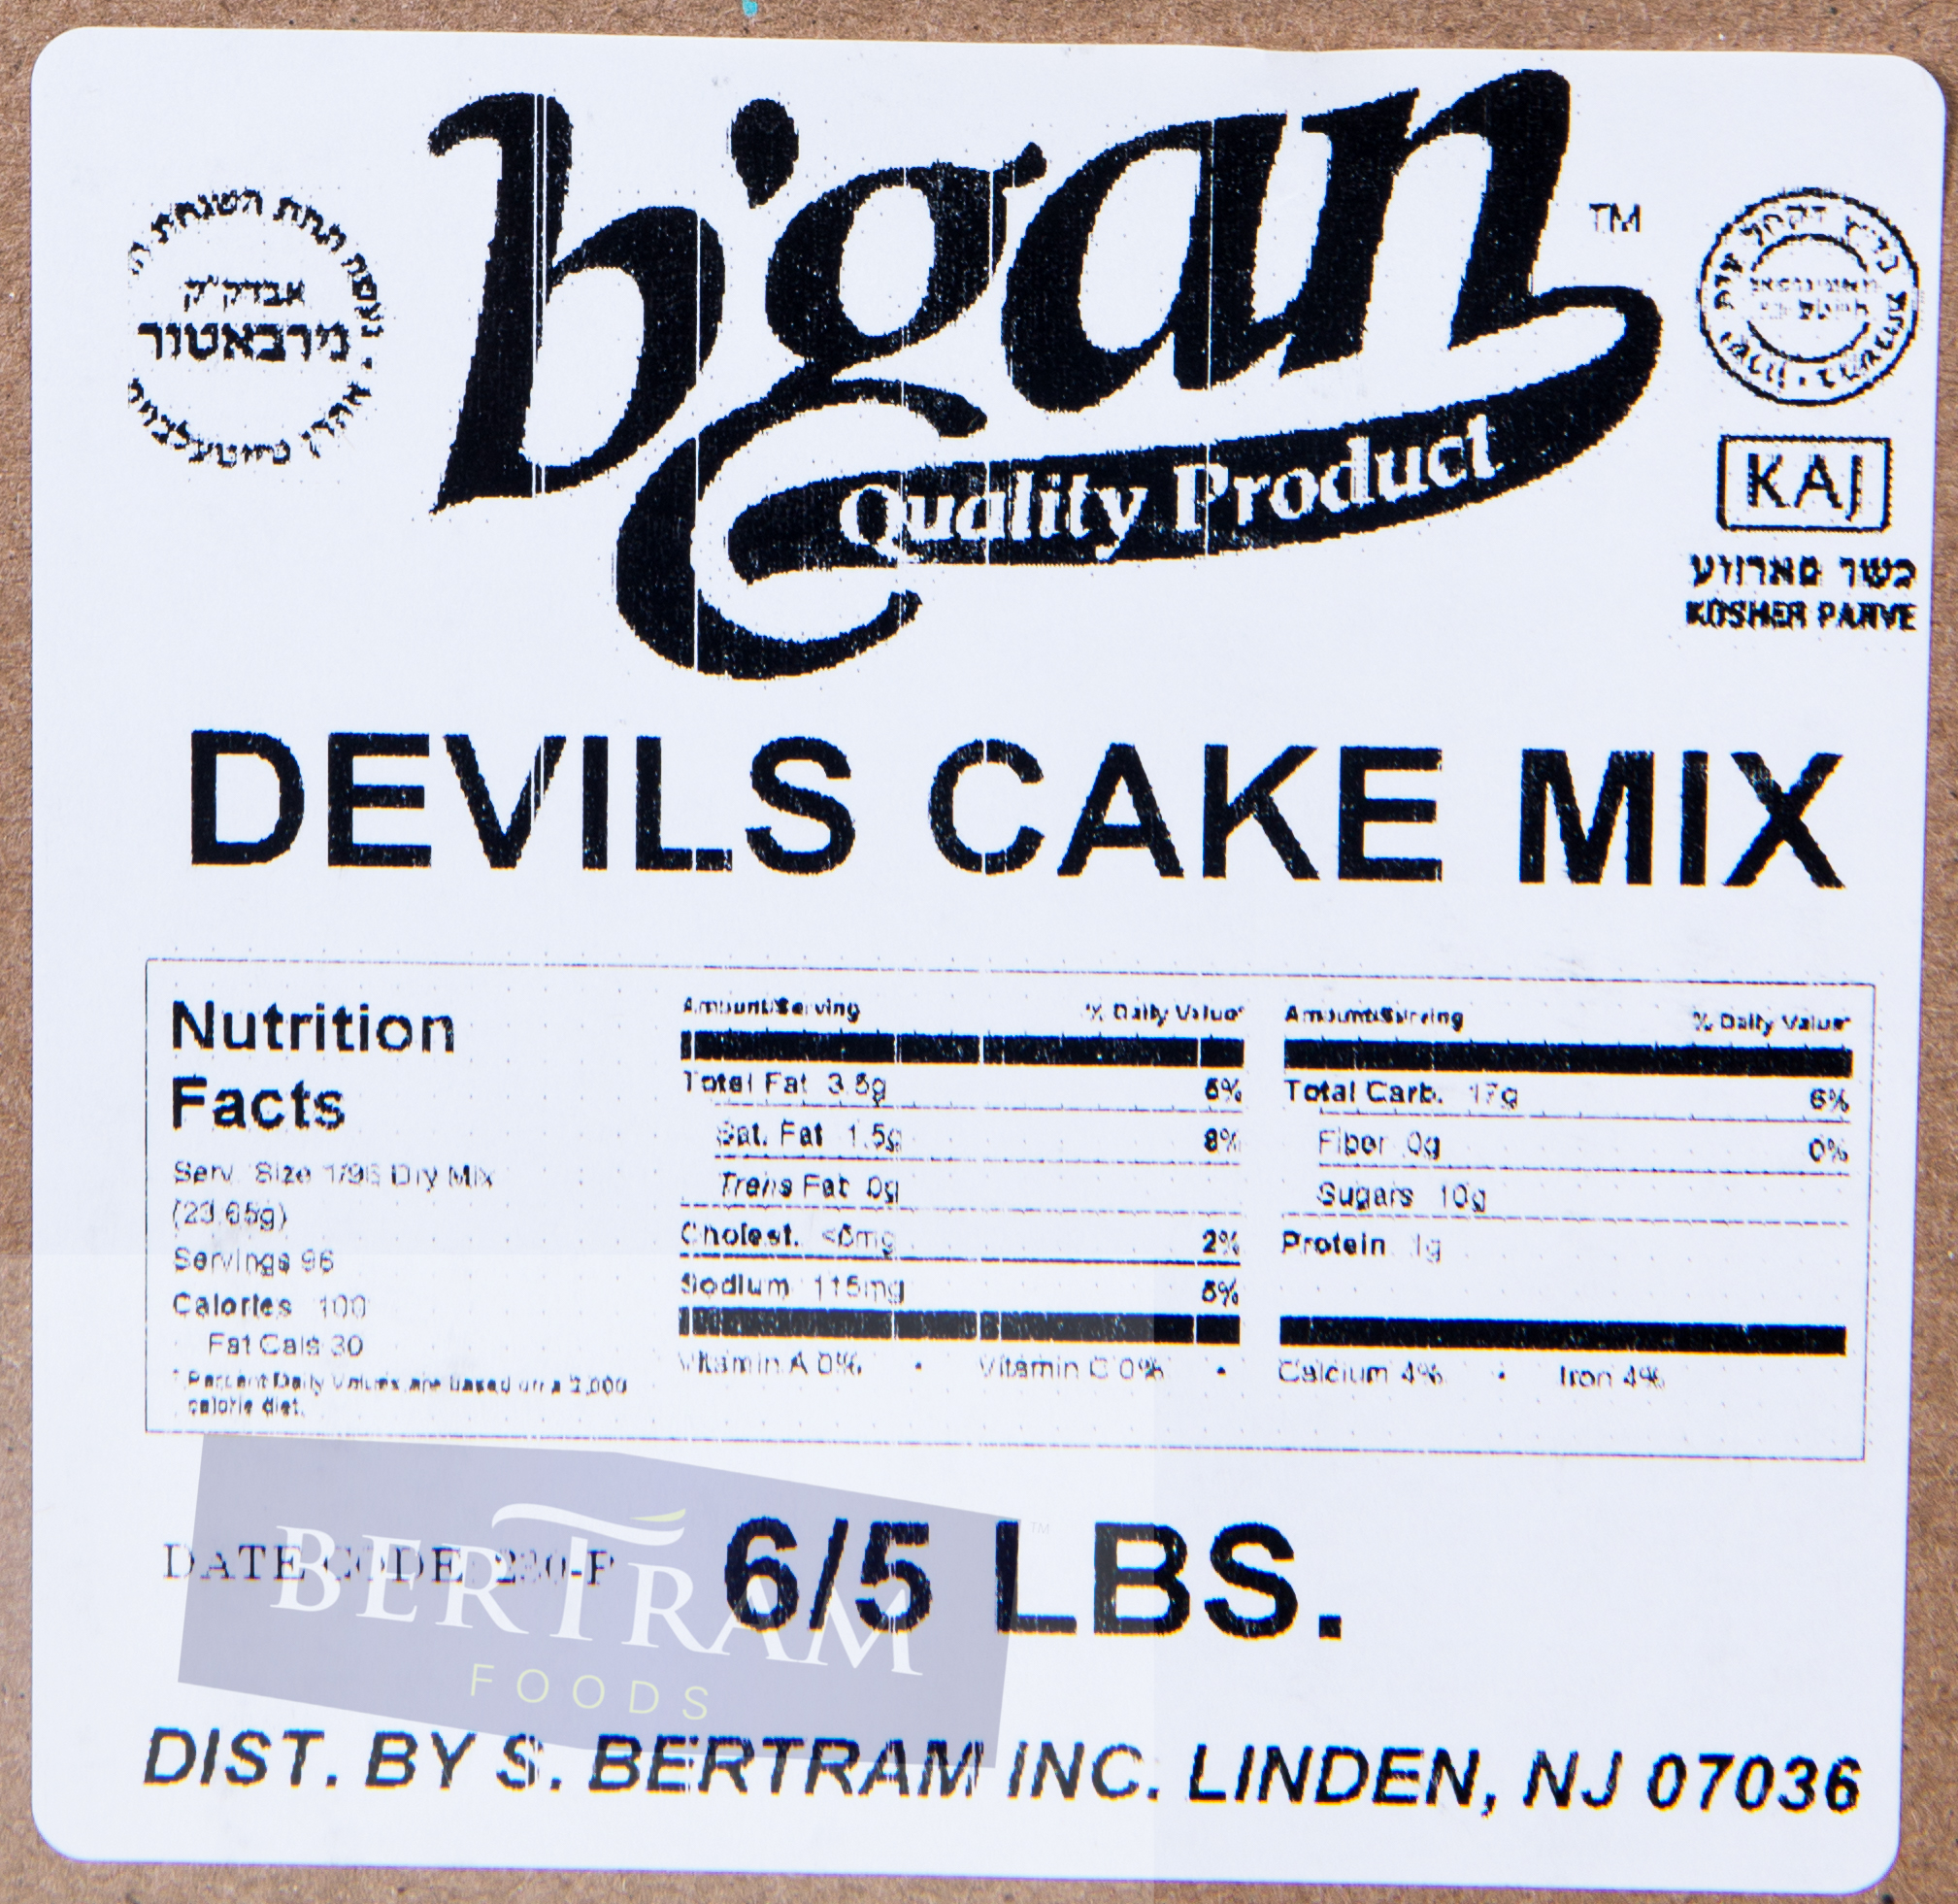 b'gan
TM
Quality Product
אבדק"ק
מירבאטור
KAJ
כשר פארווע
KOSHER PARVE
DEVILS CAKE MIX
Nutrition
Facts
Serv. Size 1/96 Dry Mix
(23.65g)
Servings 96
Calories 100
Fat Cals 30
* Percent Daily Values are based on a 2,000
calorie diet.
Amount/Serving % Daily Value*
Total Fat 3.5g 5%
Sat. Fat 1.5g 8%
Trans Fat 0g
Cholest. <5mg 2%
Sodium 115mg 5%
Amount/Serving % Daily Value*
Total Carb. 17g 6%
Fiber 0g 0%
Sugars 10g
Protein 1g
Vitamin A 0% • Vitamin C 0% • Calcium 4% • Iron 4%
DATE CODE 230-P
6/5 LBS.
BERTRAM
TM
FOODS
DIST. BY S. BERTRAM INC. LINDEN, NJ 07036